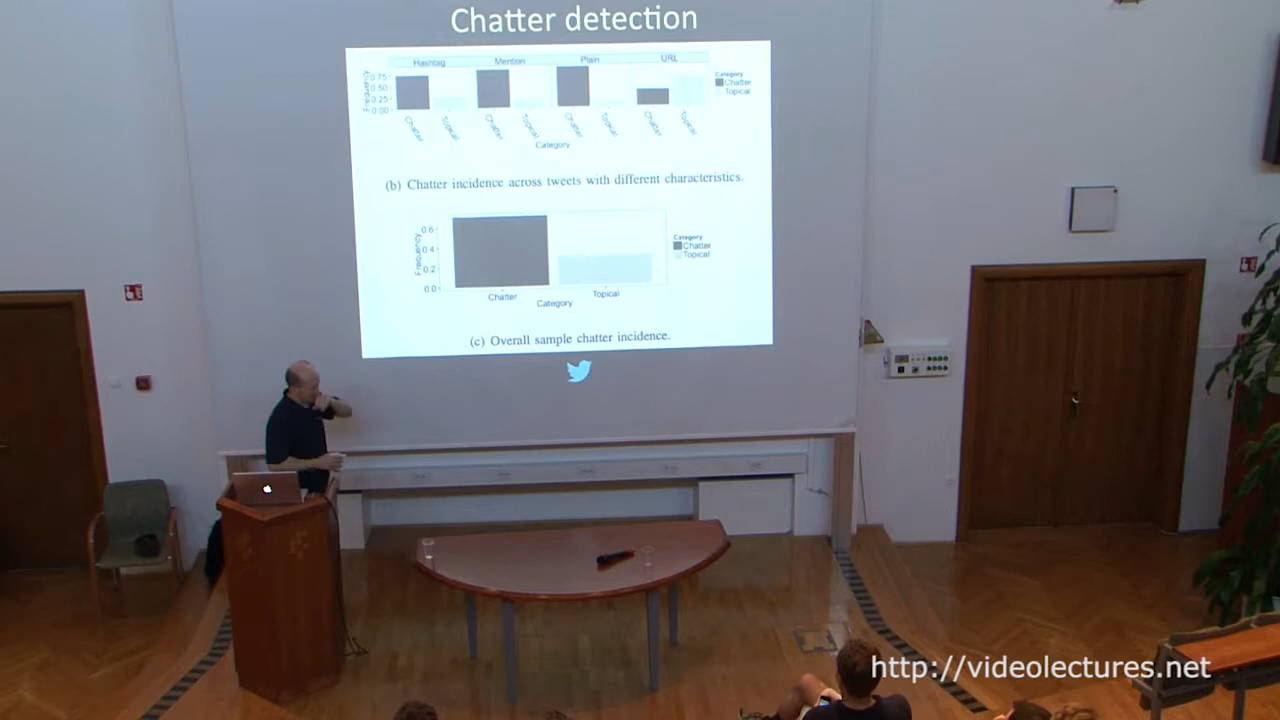 Chatter detection
Hashtag Mention Plain URL
Frequency
0.75
0.50
0.25
0.00
Chatter Topical Chatter Topical Chatter Topical Chatter Topical
Category
Category
Chatter
Topical
(b) Chatter incidence across tweets with different characteristics.
Frequency
0.6
0.4
0.2
0.0
Chatter Topical
Category
Category
Chatter
Topical
(c) Overall sample chatter incidence.
http://videolectures.net